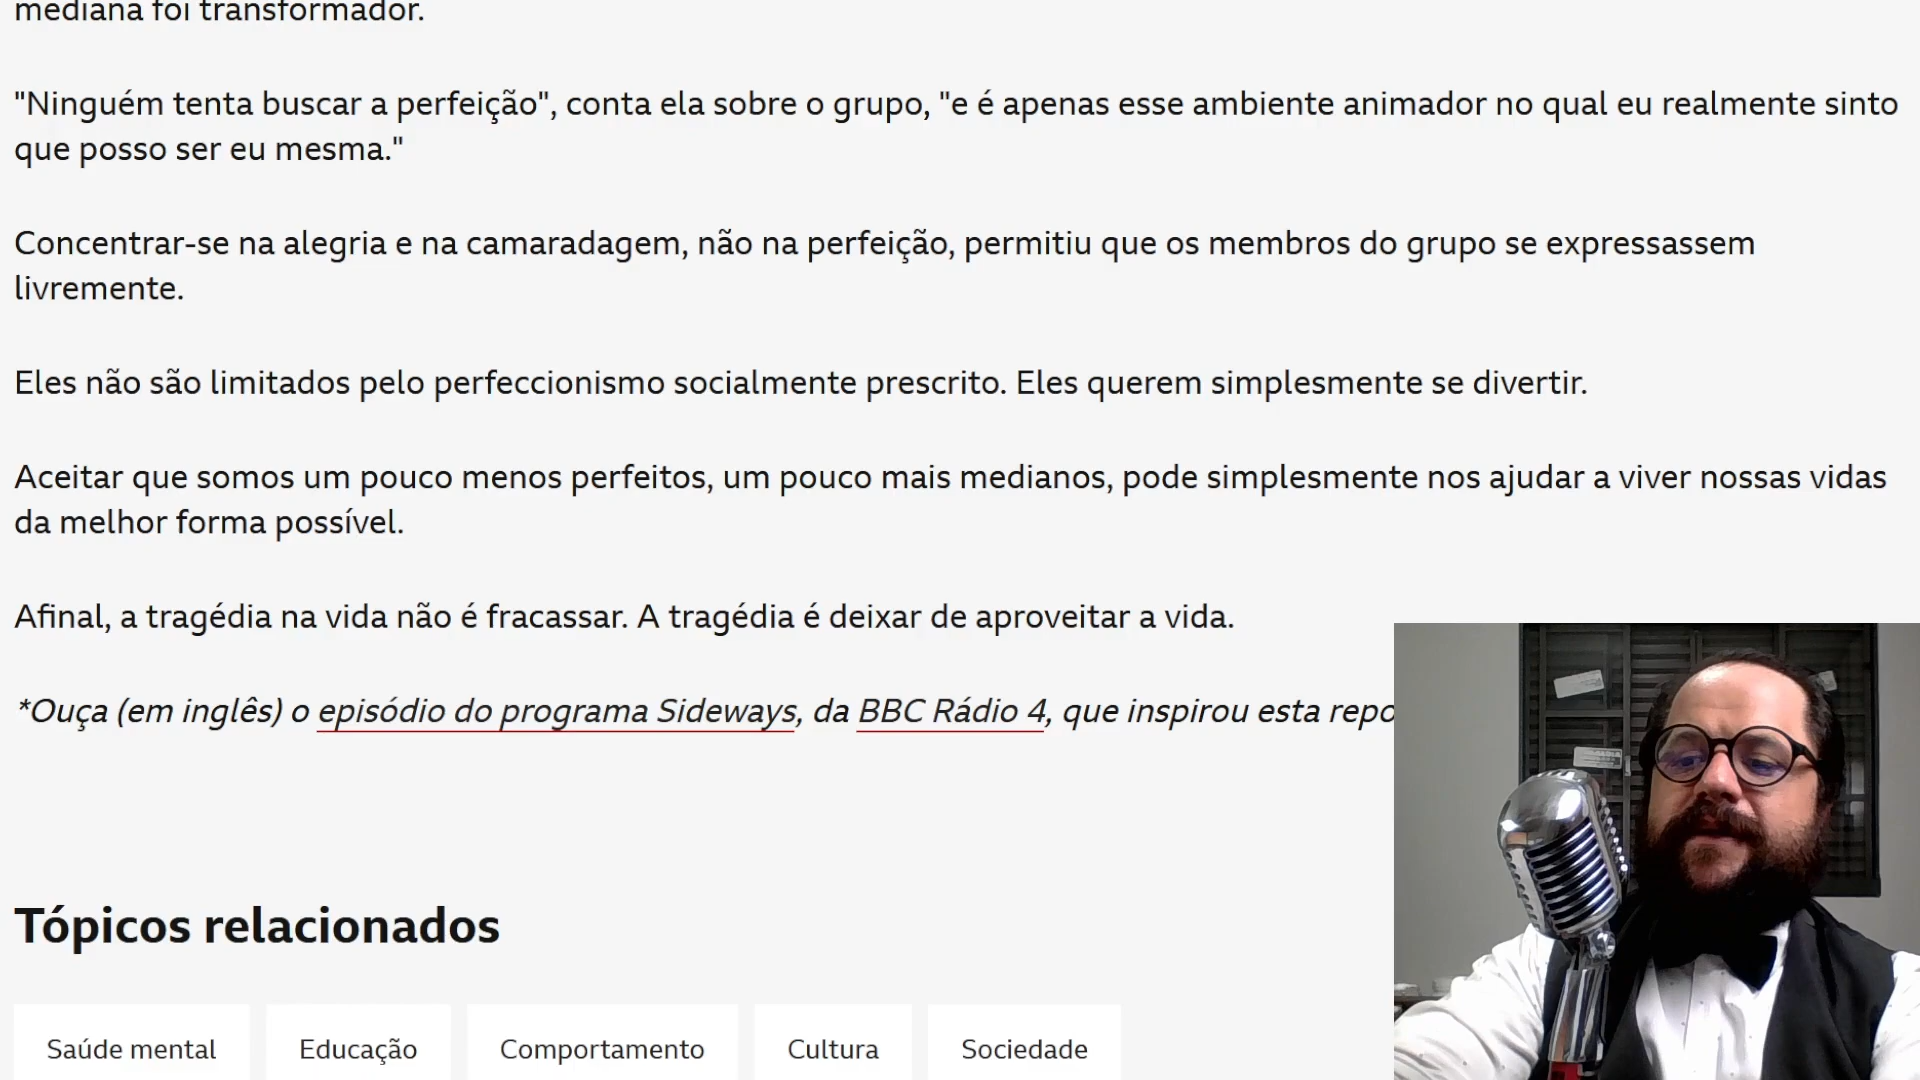 mediana foi transformador.
"Ninguém tenta buscar a perfeição", conta ela sobre o grupo, "e é apenas esse ambiente animador no qual eu realmente sinto
que posso ser eu mesma."
Concentrar-se na alegria e na camaradagem, não na perfeição, permitiu que os membros do grupo se expressassem
livremente.
Eles não são limitados pelo perfeccionismo socialmente prescrito. Eles querem simplesmente se divertir.
Aceitar que somos um pouco menos perfeitos, um pouco mais medianos, pode simplesmente nos ajudar a viver nossas vidas
da melhor forma possível.
Afinal, a tragédia na vida não é fracassar. A tragédia é deixar de aproveitar a vida.
*Ouça (em inglês) o episódio do programa Sideways, da BBC Rádio 4, que inspirou esta repo
Tópicos relacionados
Saúde mental
Educação
Comportamento
Cultura
Sociedade